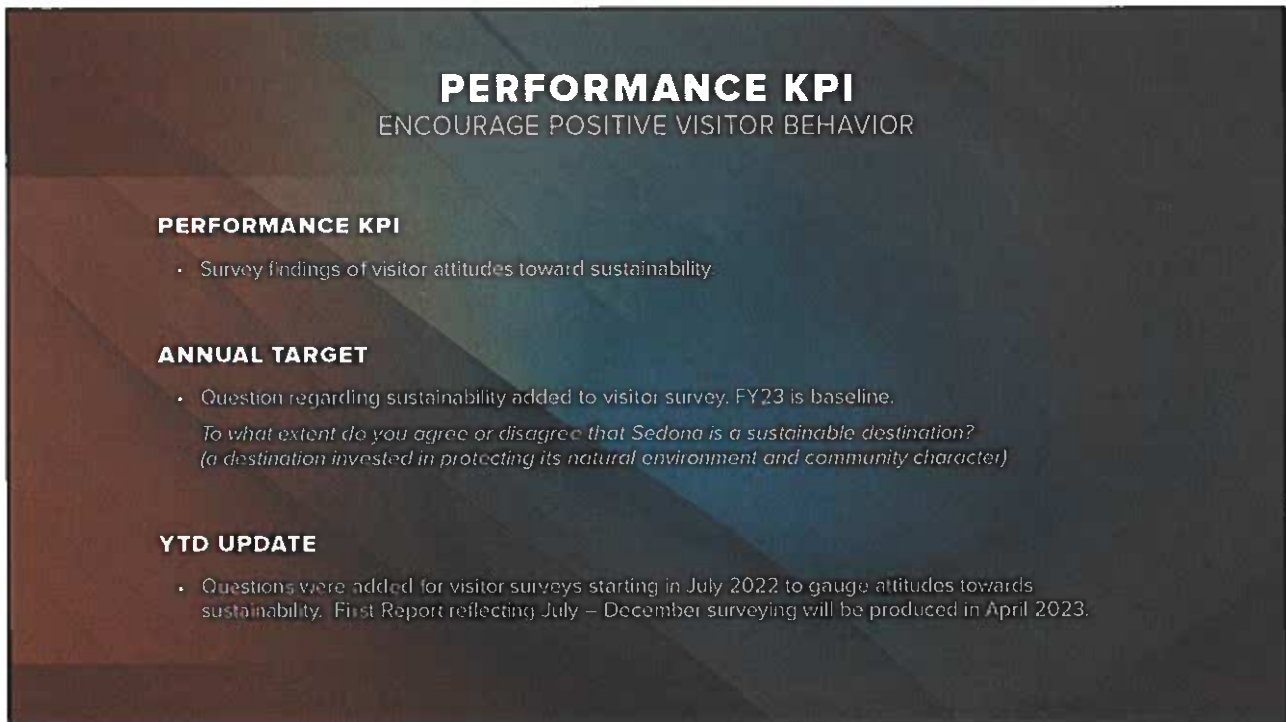 PERFORMANCE KPI
ENCOURAGE POSITIVE VISITOR BEHAVIOR
PERFORMANCE KPI
• Survey findings of visitor attitudes toward sustainability.
ANNUAL TARGET
• Question regarding sustainability added to visitor survey. FY23 is baseline.
To what extent do you agree or disagree that Sedona is a sustainable destination?
(a destination invested in protecting its natural environment and community character)
YTD UPDATE
• Questions were added for visitor surveys starting in July 2022 to gauge attitudes towards
sustainability. First Report reflecting July – December surveying will be produced in April 2023.